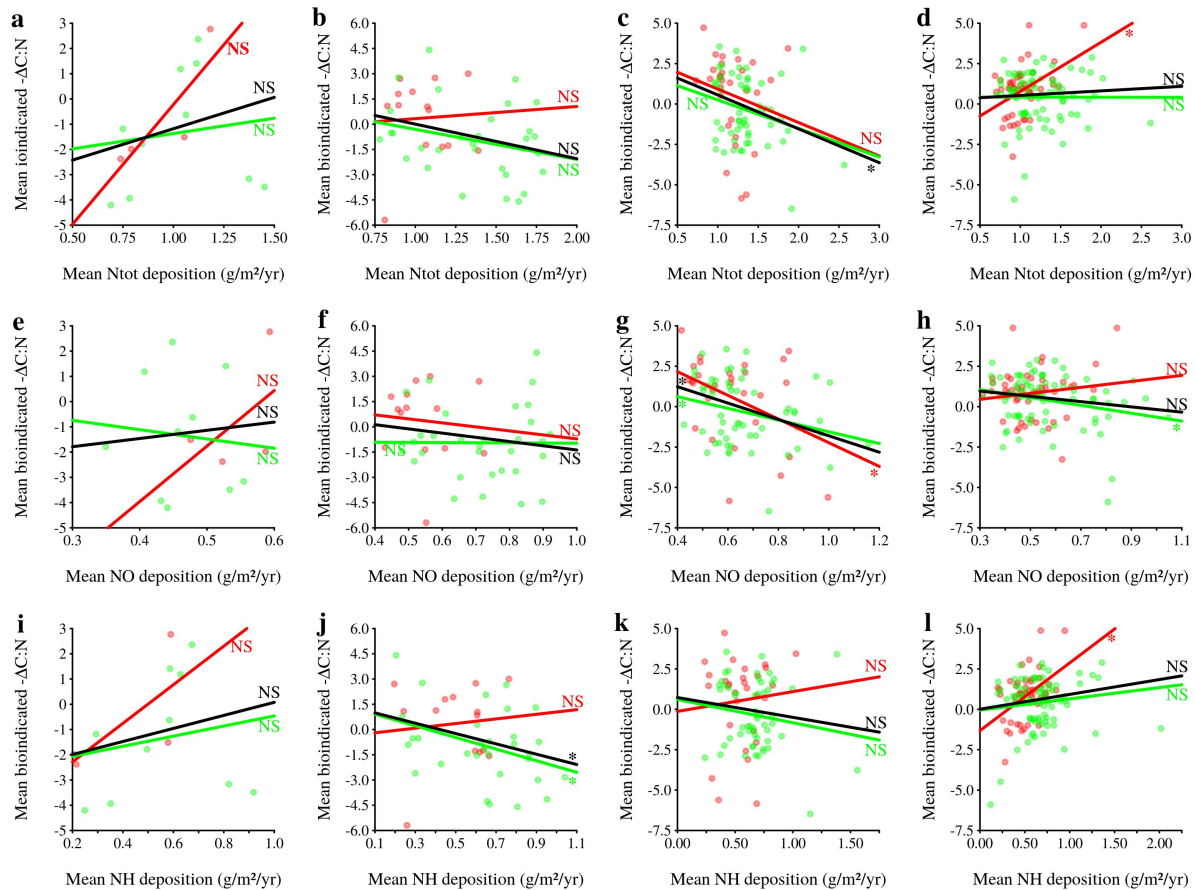 a
Mean ioindicated -ΔC:N
3
2
1
0
-1
-2
-3
-4
-5
0.50
0.75
1.00
1.25
1.50
NS
NS
NS
Mean Ntot deposition (g/m²/yr)
b
Mean bioindicated -ΔC:N
6.0
4.5
3.0
1.5
0.0
-1.5
-3.0
-4.5
-6.0
0.75
1.00
1.25
1.50
1.75
2.00
NS
NS
NS
Mean Ntot deposition (g/m²/yr)
c
Mean bioindicated -ΔC:N
5.0
2.5
0.0
-2.5
-5.0
-7.5
0.5
1.0
1.5
2.0
2.5
3.0
NS
NS
*
Mean Ntot deposition (g/m²/yr)
d
Mean bioindicated -ΔC:N
5.0
2.5
0.0
-2.5
-5.0
-7.5
0.5
1.0
1.5
2.0
2.5
3.0
*
NS
NS
Mean Ntot deposition (g/m²/yr)
e
Mean bioindicated -ΔC:N
3
2
1
0
-1
-2
-3
-4
-5
0.3
0.4
0.5
0.6
NS
NS
NS
Mean NO deposition (g/m²/yr)
f
Mean bioindicated -ΔC:N
6.0
4.5
3.0
1.5
0.0
-1.5
-3.0
-4.5
-6.0
0.4
0.5
0.6
0.7
0.8
0.9
1.0
NS
NS
NS
Mean NO deposition (g/m²/yr)
g
Mean bioindicated -ΔC:N
5.0
2.5
0.0
-2.5
-5.0
-7.5
0.4
0.5
0.6
0.7
0.8
0.9
1.0
1.2
*
*
*
Mean NO deposition (g/m²/yr)
h
Mean bioindicated -ΔC:N
5.0
2.5
0.0
-2.5
-5.0
-7.5
0.3
0.4
0.5
0.6
0.7
0.8
0.9
1.1
NS
NS
*
Mean NO deposition (g/m²/yr)
i
Mean bioindicated -ΔC:N
3
2
1
0
-1
-2
-3
-4
-5
0.2
0.4
0.6
0.8
1.0
NS
NS
NS
Mean NH deposition (g/m²/yr)
j
Mean bioindicated -ΔC:N
6.0
4.5
3.0
1.5
0.0
-1.5
-3.0
-4.5
-6.0
0.1
0.3
0.4
0.5
0.6
0.7
0.8
0.9
1.1
NS
*
*
Mean NH deposition (g/m²/yr)
k
Mean bioindicated -ΔC:N
5.0
2.5
0.0
-2.5
-5.0
-7.5
0.00
0.50
1.00
1.50
NS
NS
NS
Mean NH deposition (g/m²/yr)
l
Mean bioindicated -ΔC:N
5.0
2.5
0.0
-2.5
-5.0
-7.5
0.00
0.50
1.00
1.50
2.00
*
NS
NS
Mean NH deposition (g/m²/yr)